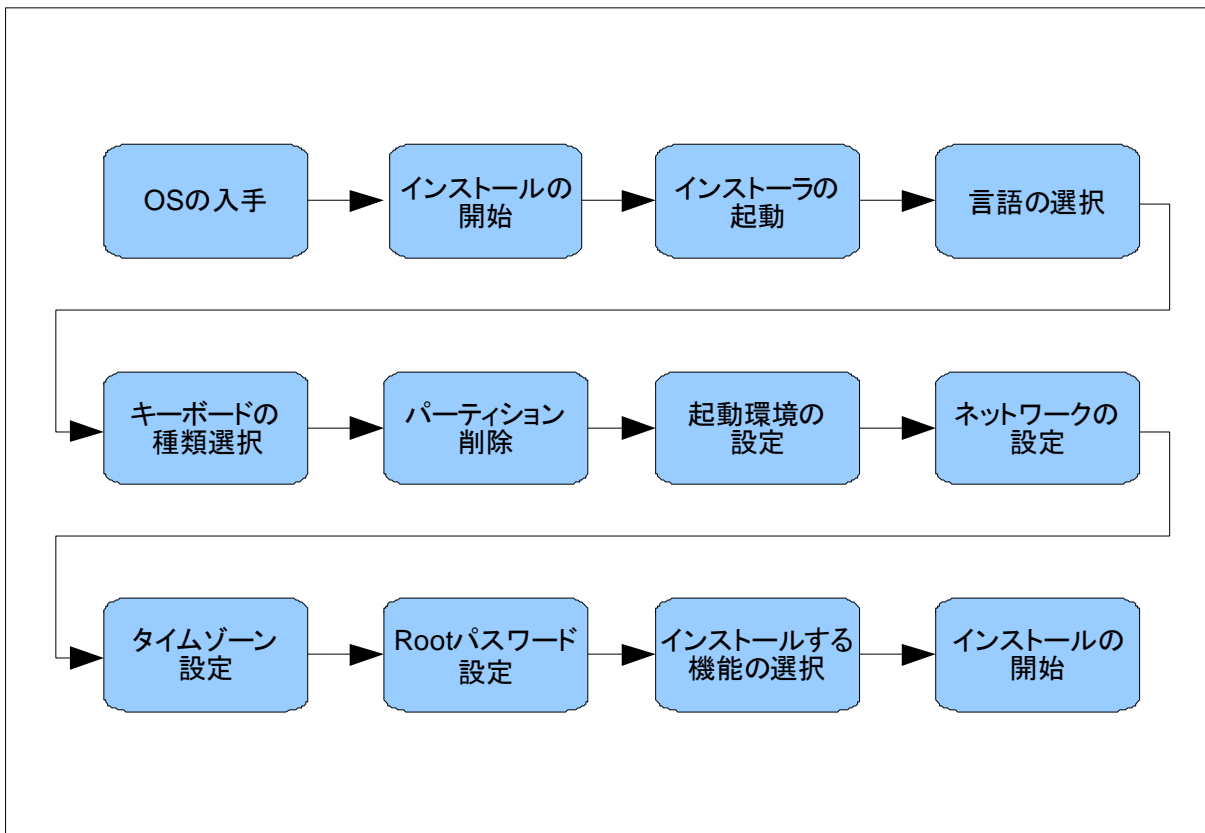 OSの入手
インストールの
開始
インストーラの
起動
言語の選択
キーボードの
種類選択
パーティション
削除
起動環境の
設定
ネットワークの
設定
タイムゾーン
設定
Rootパスワード
設定
インストールする
機能の選択
インストールの
開始